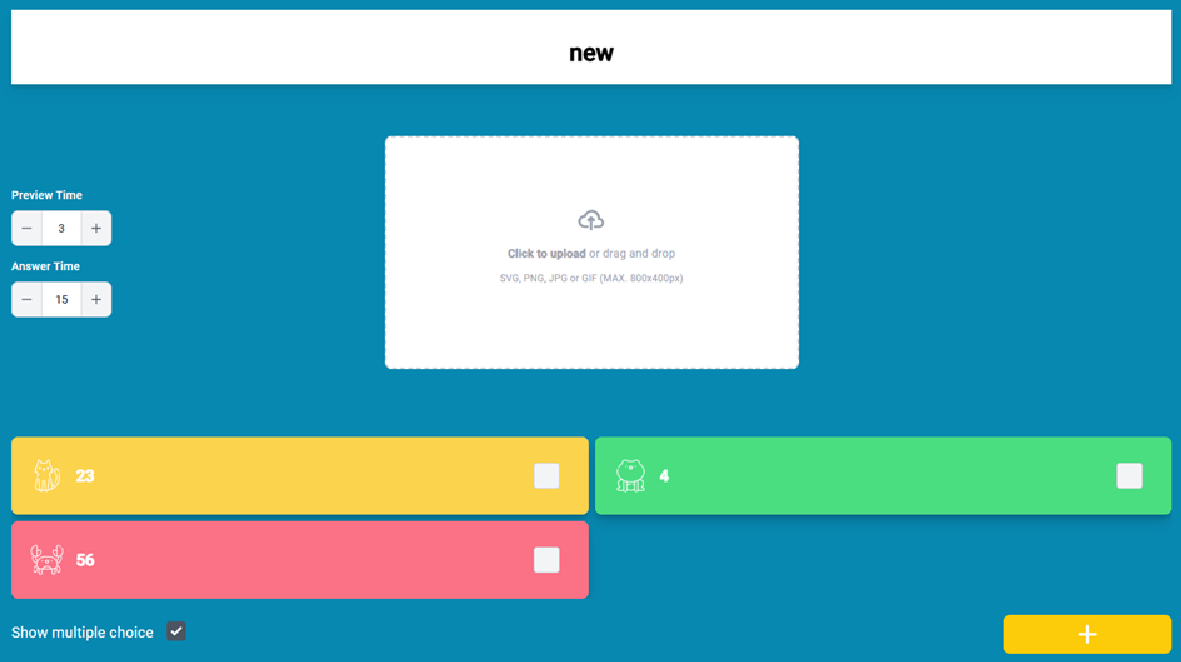 new
Preview Time
3
Answer Time
15
Click to upload or drag and drop
SVG, PNG, JPG or GIF (MAX. 800x400px)
23
4
56
Show multiple choice